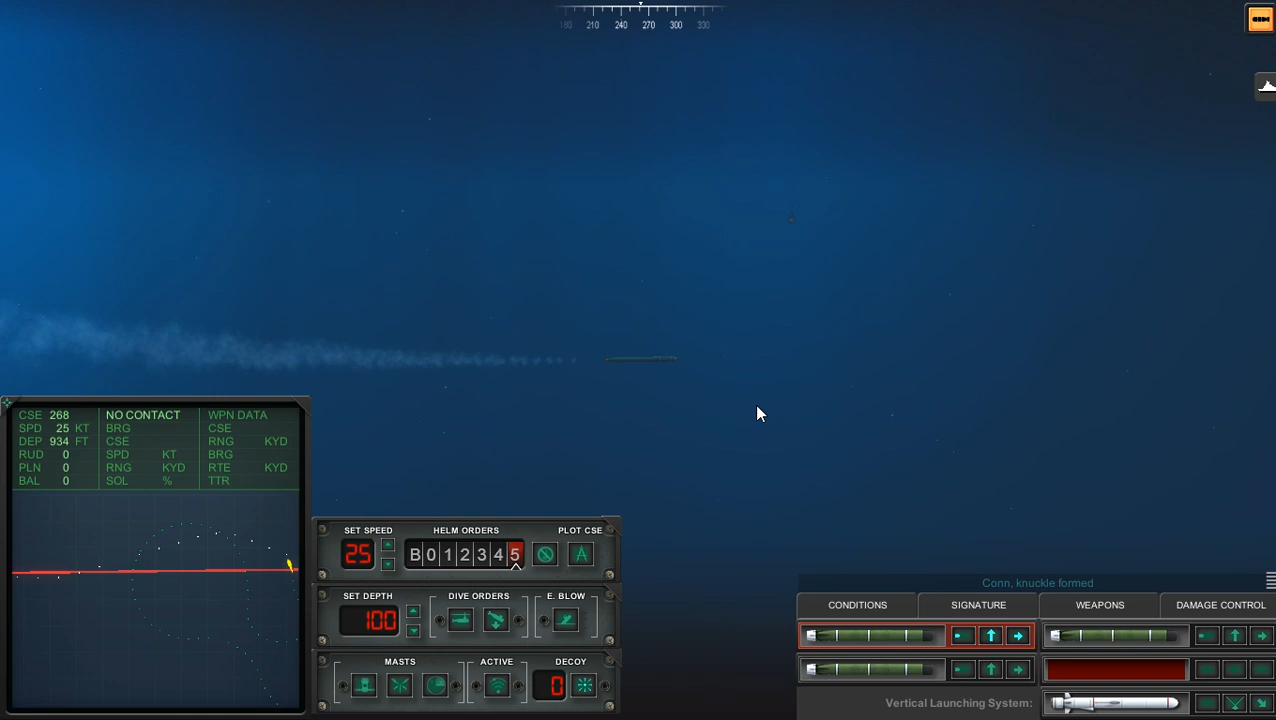 180 210 240 270 300 330
CSE 268 NO CONTACT WPN DATA
SPD 25 KT BRG CSE
DEP 934 FT CSE RNG KYD
RUD 0 SPD KT BRG
PLN 0 RNG KYD RTE KYD
BAL 0 SOL % TTR
SET SPEED HELM ORDERS PLOT CSE
25 B 0 1 2 3 4 5
SET DEPTH DIVE ORDERS E. BLOW
100
MASTS ACTIVE DECOY
0
Conn, knuckle formed
CONDITIONS SIGNATURE WEAPONS DAMAGE CONTROL
Vertical Launching System: